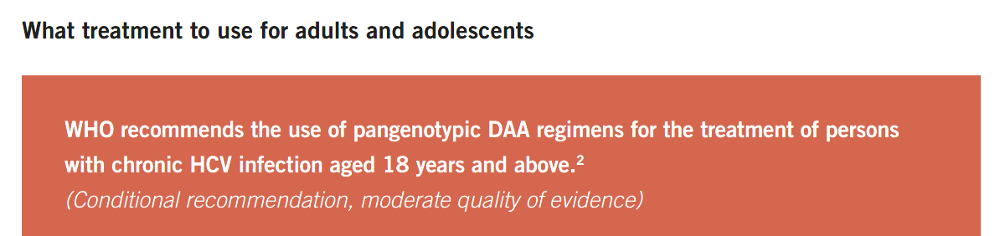 What treatment to use for adults and adolescents
WHO recommends the use of pangenotypic DAA regimens for the treatment of persons
with chronic HCV infection aged 18 years and above.²
(Conditional recommendation, moderate quality of evidence)